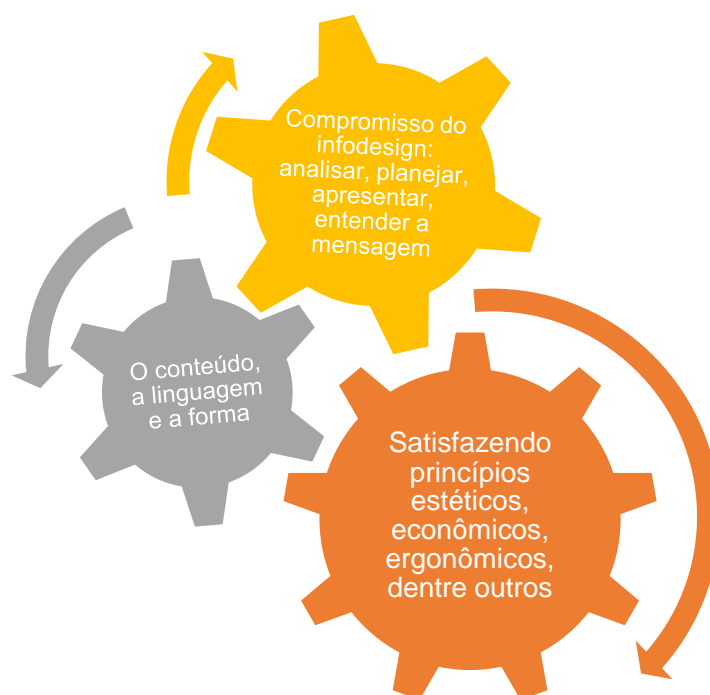 Compromisso do
infodesign:
analisar, planejar,
apresentar,
entender a
mensagem
O conteúdo,
a linguagem
e a forma
Satisfazendo
princípios
estéticos,
econômicos,
ergonômicos,
dentre outros